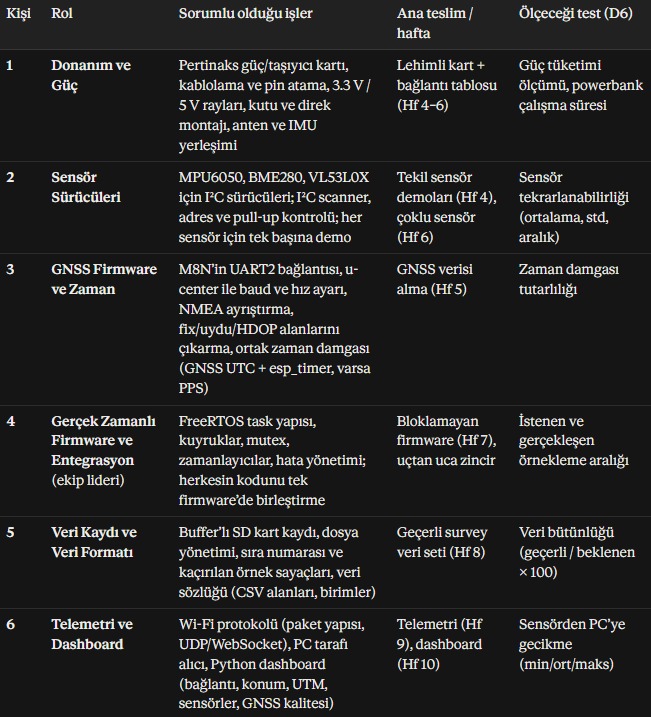 Kişi Rol Sorumlu olduğu işler Ana teslim / Ölçeceği test (D6)
hafta
1 Donanım ve Pertinaks güç/taşıyıcı kartı, Lehimli kart + Güç tüketimi
Güç kablolama ve pin atama, 3.3 V / bağlantı tablosu ölçümü, powerbank
5 V rayları, kutu ve direk (Hf 4–6) çalışma süresi
montajı, anten ve IMU
yerleşimi
2 Sensör MPU6050, BME280, VL53L0X Tekil sensör Sensör
Sürücüleri için I²C sürücüleri; I²C scanner, demoları (Hf 4), tekrarlanabilirliği
adres ve pull-up kontrolü; her çoklu sensör (ortalama, std,
sensör için tek başına demo (Hf 6) aralık)
3 GNSS Firmware M8N'in UART2 bağlantısı, u- GNSS verisi Zaman damgası
ve Zaman center ile baud ve hız ayarı, alma (Hf 5) tutarlılığı
NMEA ayrıştırma,
fix/uydu/HDOP alanlarını
çıkarma, ortak zaman damgası
(GNSS UTC + esp_timer, varsa
PPS)
4 Gerçek Zamanlı FreeRTOS task yapısı, Bloklamayan İstenen ve
Firmware ve kuyruklar, mutex, firmware (Hf 7), gerçekleşen
Entegrasyon zamanlayıcılar, hata yönetimi; uçtan uca zincir örnekleme aralığı
(ekip lideri) herkesin kodunu tek
firmware'de birleştirme
5 Veri Kaydı ve Buffer'lı SD kart kaydı, dosya Geçerli survey Veri bütünlüğü
Veri Formatı yönetimi, sıra numarası ve veri seti (Hf 8) (geçerli / beklenen
kaçırılan örnek sayaçları, veri × 100)
sözlüğü (CSV alanları, birimler)
6 Telemetri ve Wi-Fi protokolü (paket yapısı, Telemetri (Hf Sensörden PC'ye
Dashboard UDP/WebSocket), PC tarafı 9), dashboard gecikme
alıcı, Python dashboard (Hf 10) (min/ort/maks)
(bağlantı, konum, UTM,
sensörler, GNSS kalitesi)